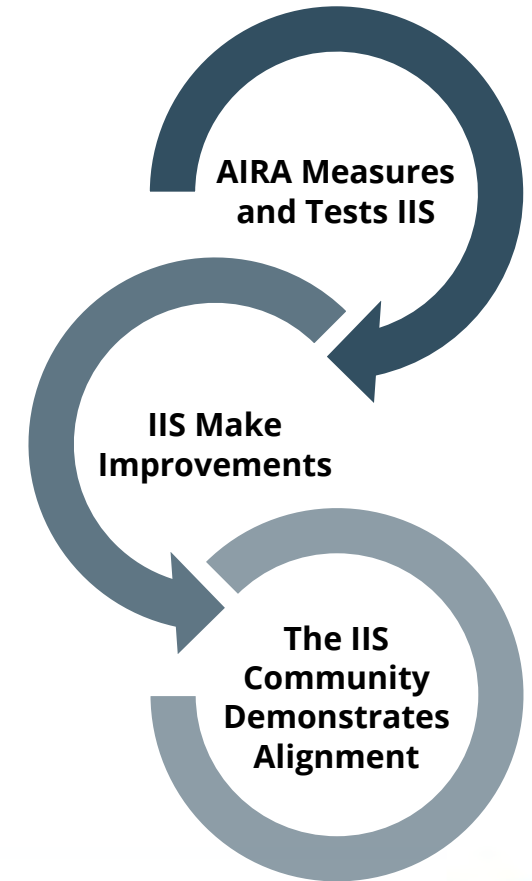 AIRA Measures
and Tests IIS
IIS Make
Improvements
The IIS
Community
Demonstrates
Alignment